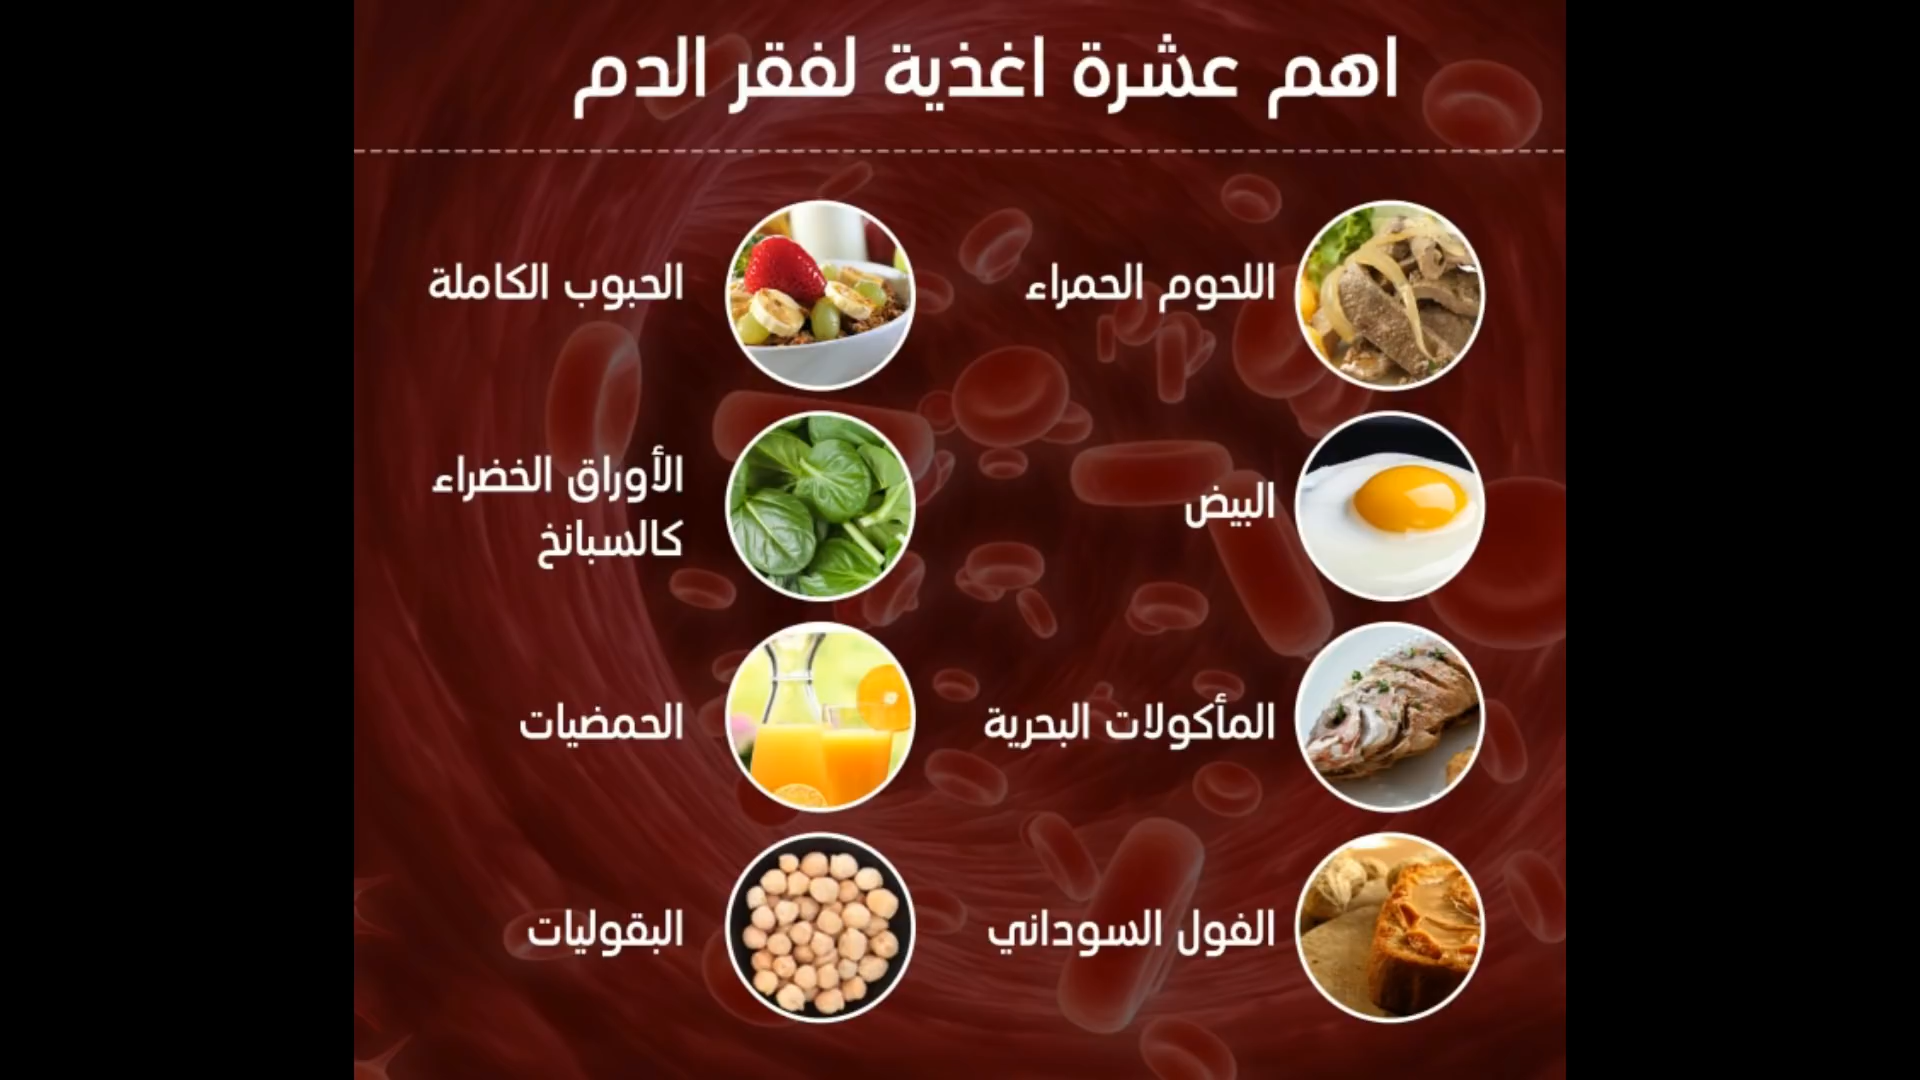 اهم عشرة اغذية لفقر الدم
اللحوم الحمراء
الحبوب الكاملة
البيض
الأوراق الخضراء
كالسبانخ
المأكولات البحرية
الحمضيات
الفول السوداني
البقوليات